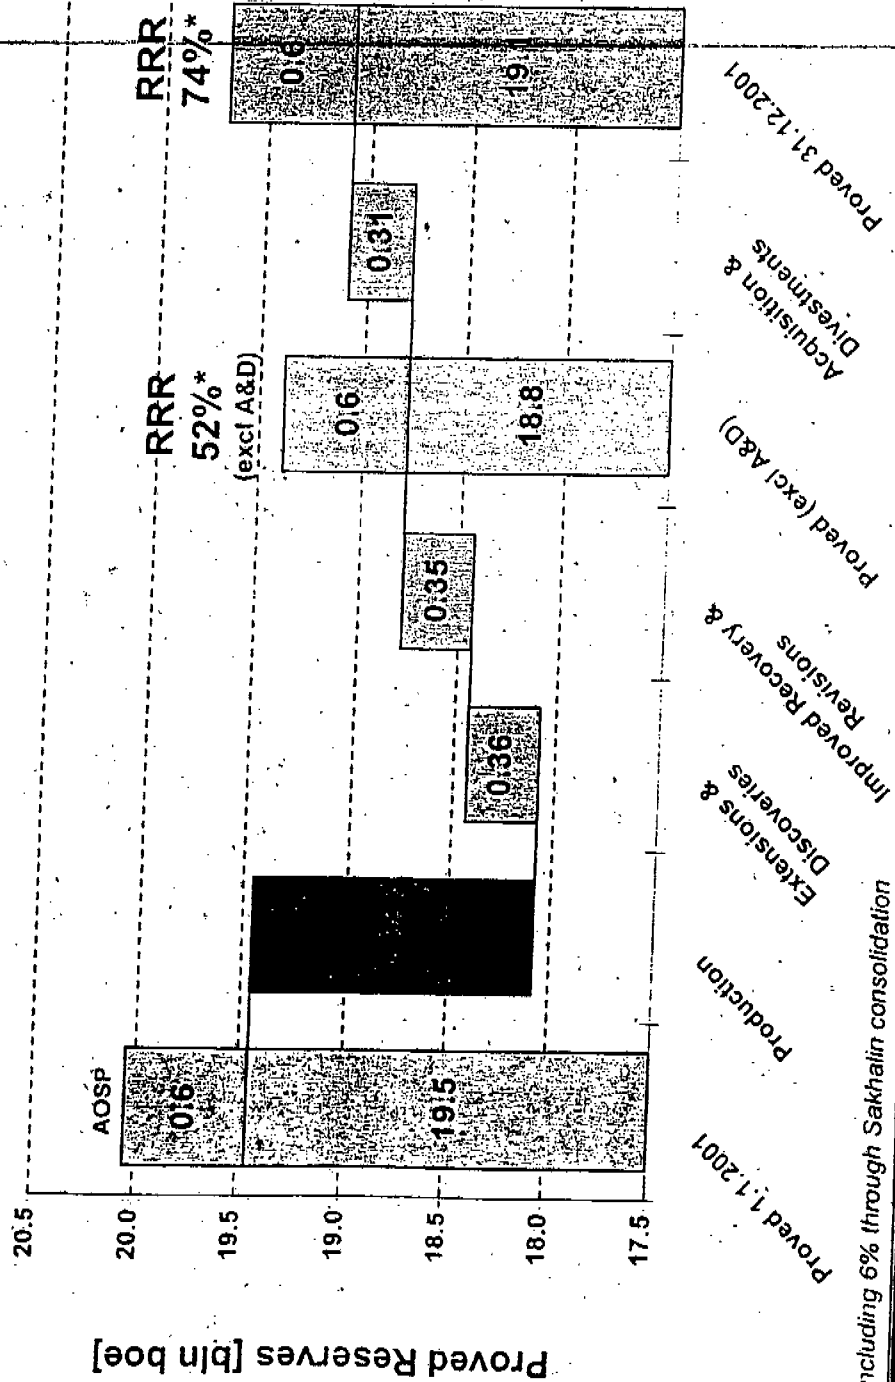 Proved Reserves [bln boe]
20.5
20.0
19.5
19.0
18.5
18.0
17.5
AOSP
0.6
19.5
0.36
0.35
RRR
52%*
(excl A&D)
0.6
18.8
0.31
RRR
74%*
0.6
19.1
Proved 1.1.2001
Production
Extensions &
Discoveries
Improved Recovery &
Revisions
Proved (excl A&D)
Acquisition &
Divestments
Proved 31.12.2001
ncluding 6% through Sakhalin consolidation